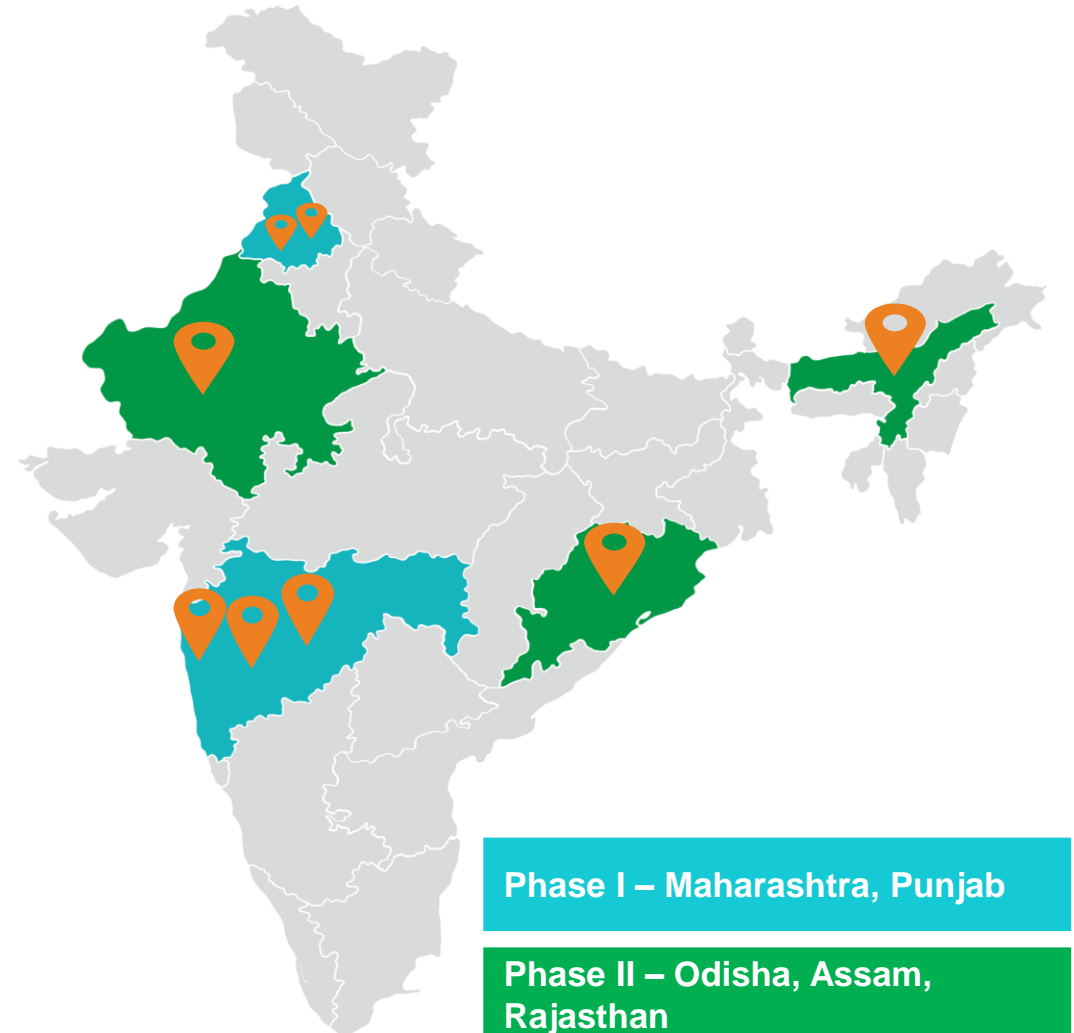 Phase I – Maharashtra, Punjab
Phase II – Odisha, Assam,
Rajasthan